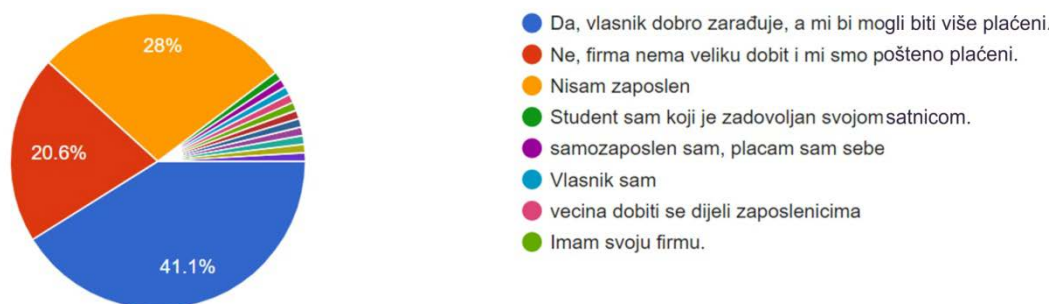 28%
20.6%
41.1%
Da, vlasnik dobro zarađuje, a mi bi mogli biti više plaćeni.
Ne, firma nema veliku dobit i mi smo pošteno plaćeni.
Nisam zaposlen
Student sam koji je zadovoljan svojom satnicom.
samozaposlen sam, placam sam sebe
Vlasnik sam
vecina dobiti se dijeli zaposlenicima
Imam svoju firmu.